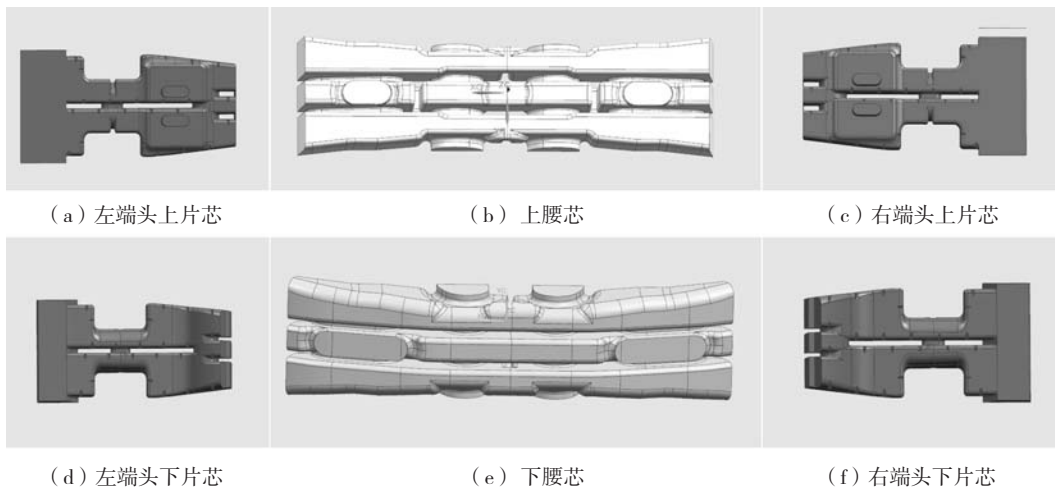 （a）左端头上片芯
（b） 上腰芯
（c）右端头上片芯
（d）左端头下片芯
（e）下腰芯
（f）右端头下片芯